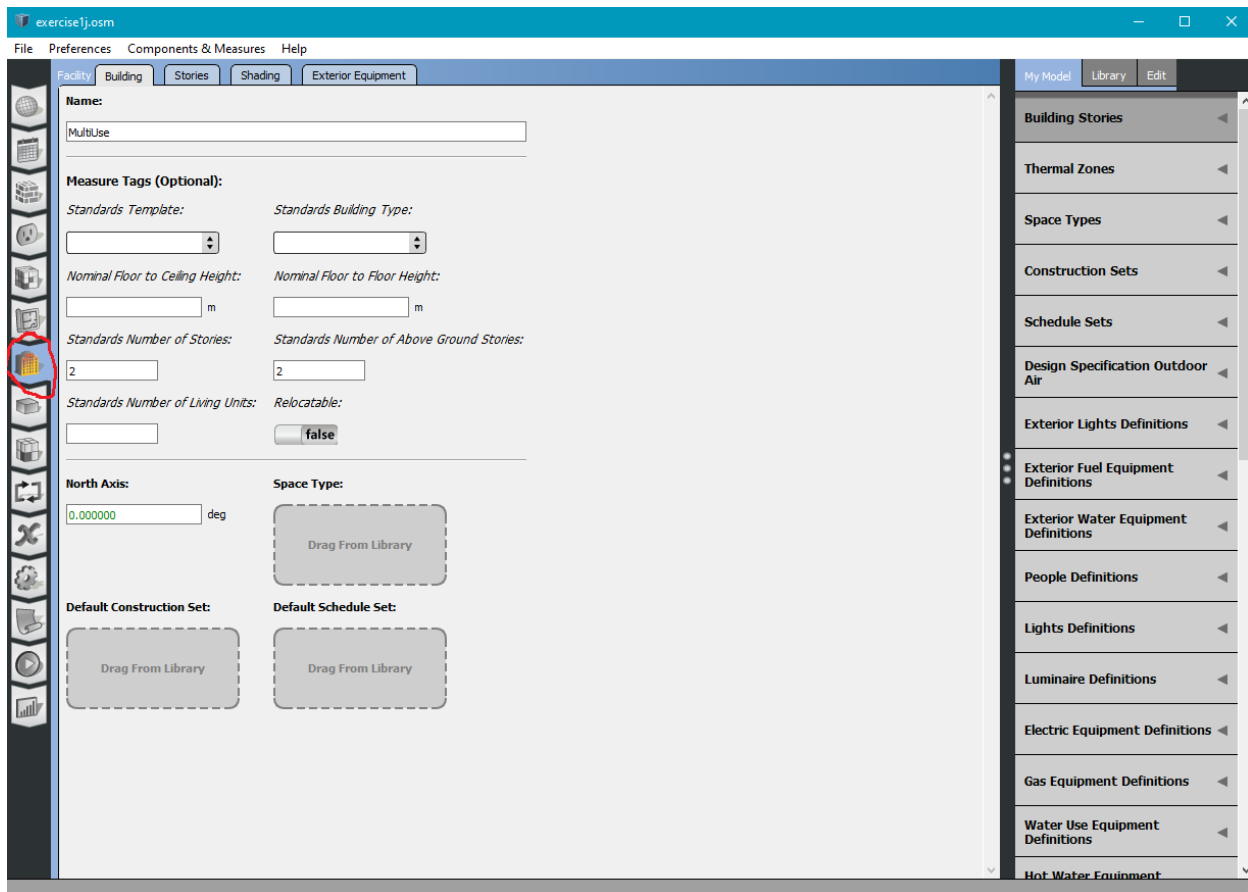 exercise1j.osm
File Preferences Components & Measures Help
Facility Building Stories Shading Exterior Equipment
Name:
MultiUse
Measure Tags (Optional):
Standards Template: Standards Building Type:
Nominal Floor to Ceiling Height: Nominal Floor to Floor Height:
m m
Standards Number of Stories: Standards Number of Above Ground Stories:
2 2
Standards Number of Living Units: Relocatable:
false
North Axis: Space Type:
0.000000 deg
Drag From Library
Default Construction Set: Default Schedule Set:
Drag From Library Drag From Library
My Model Library Edit
Building Stories
Thermal Zones
Space Types
Construction Sets
Schedule Sets
Design Specification Outdoor
Air
Exterior Lights Definitions
Exterior Fuel Equipment
Definitions
Exterior Water Equipment
Definitions
People Definitions
Lights Definitions
Luminaire Definitions
Electric Equipment Definitions
Gas Equipment Definitions
Water Use Equipment
Definitions
Hot Water Equipment